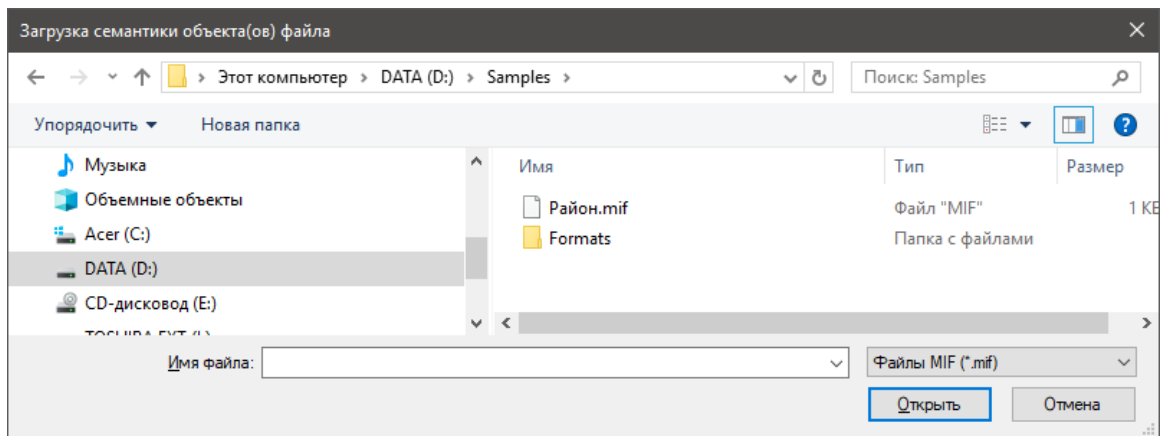 Загрузка семантики объекта(ов) файла
Этот компьютер > DATA (D:) > Samples >
Поиск: Samples
Упорядочить
Новая папка
Музыка
Объемные объекты
Acer (C:)
DATA (D:)
CD-дисковод (E:)
Имя Тип Размер
Район.mif Файл "MIF" 1 КБ
Formats Папка с файлами
Имя файла:
Файлы MIF (*.mif)
Открыть
Отмена